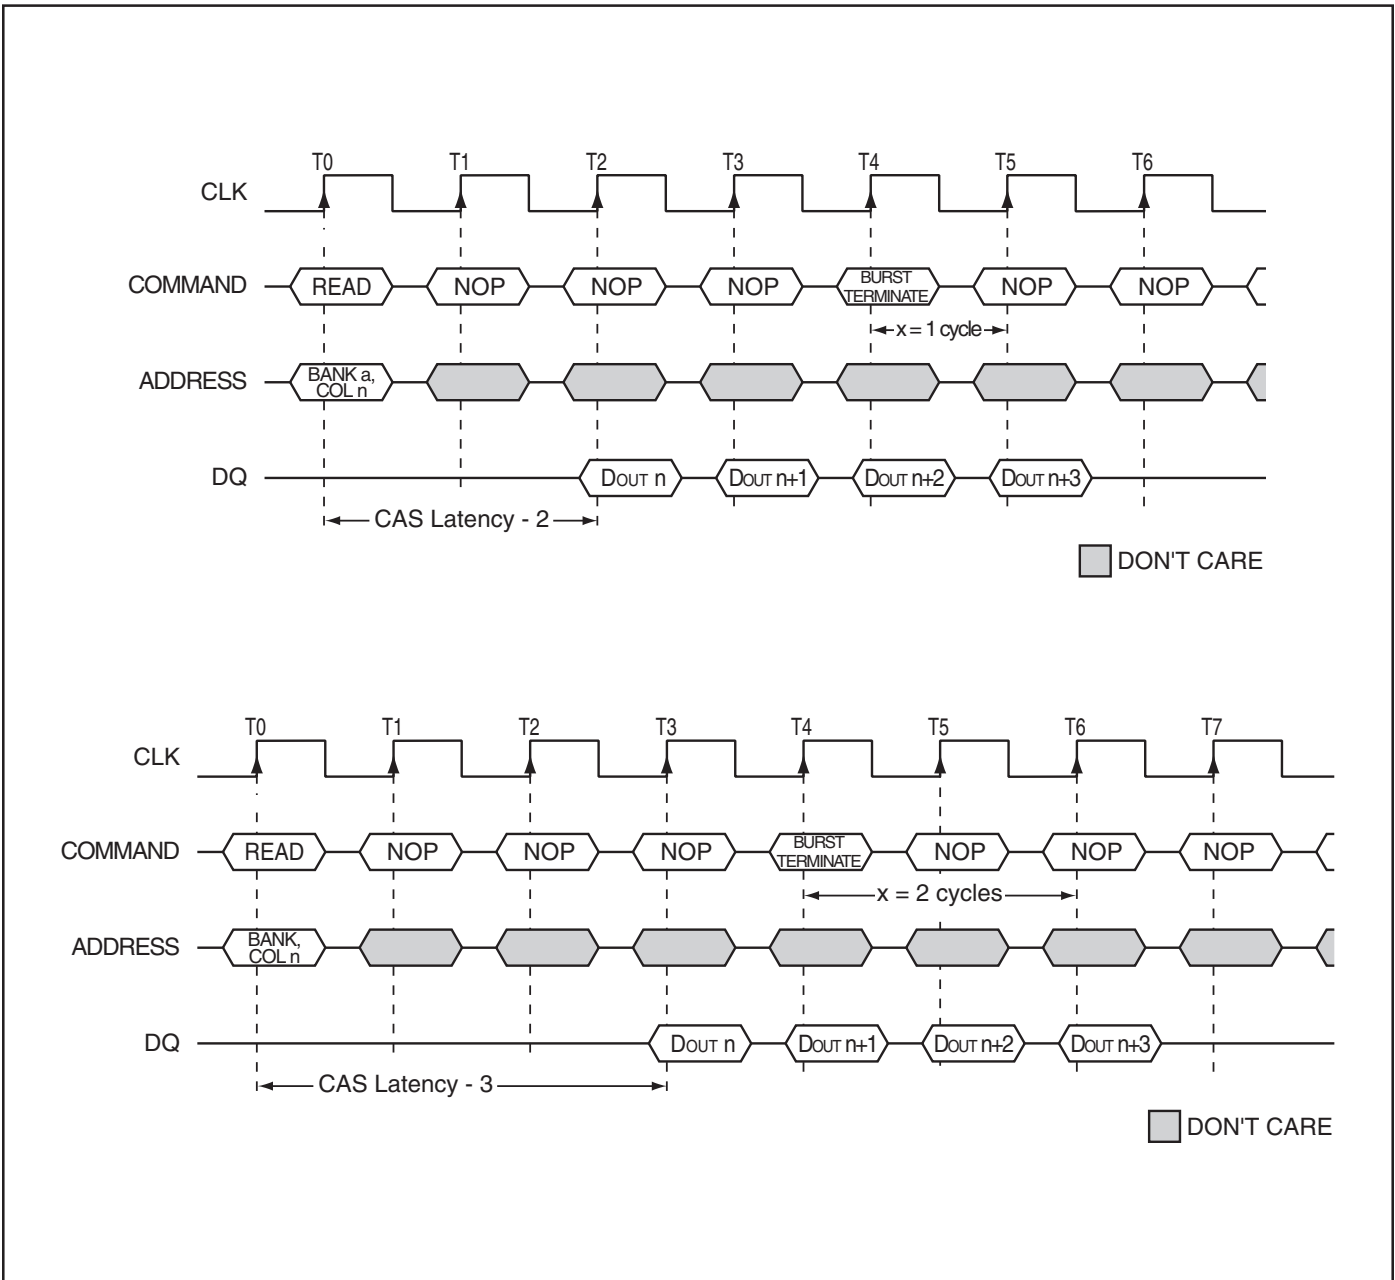 T0 T1 T2 T3 T4 T5 T6
CLK
COMMAND READ NOP NOP NOP BURST TERMINATE NOP NOP
x = 1 cycle
ADDRESS BANK a, COL n
DQ DOUT n DOUT n+1 DOUT n+2 DOUT n+3
CAS Latency - 2
DON'T CARE
T0 T1 T2 T3 T4 T5 T6 T7
CLK
COMMAND READ NOP NOP NOP BURST TERMINATE NOP NOP NOP
x = 2 cycles
ADDRESS BANK, COL n
DQ DOUT n DOUT n+1 DOUT n+2 DOUT n+3
CAS Latency - 3
DON'T CARE